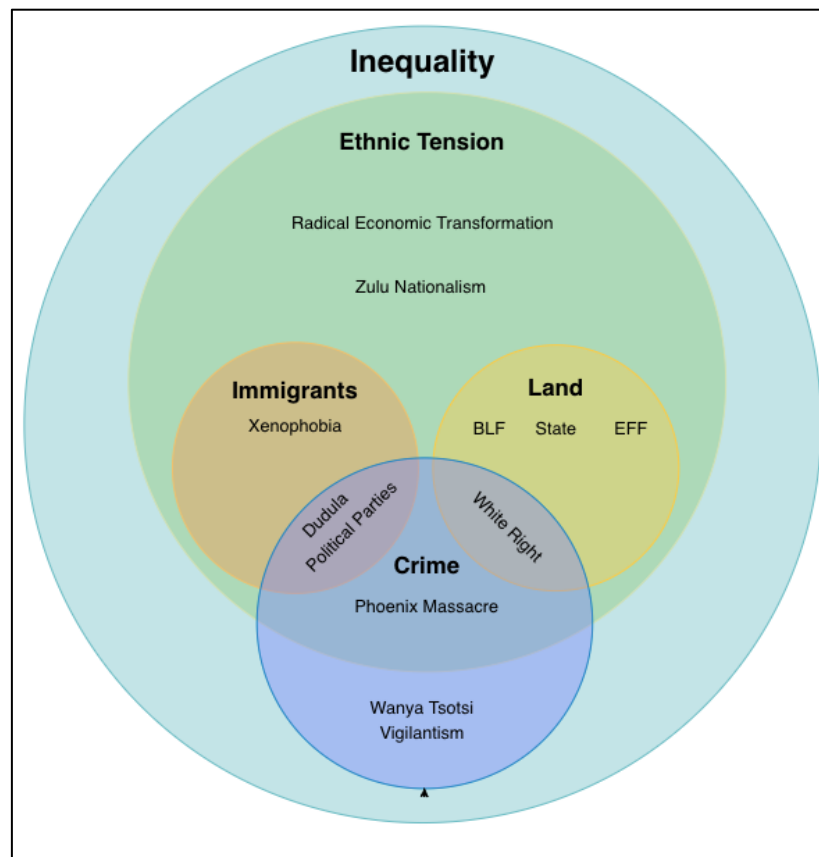 Inequality
Ethnic Tension
Radical Economic Transformation
Zulu Nationalism
Immigrants
Xenophobia
Land
BLF State EFF
Dudula
Political Parties
White Right
Crime
Phoenix Massacre
Wanya Tsotsi
Vigilantism